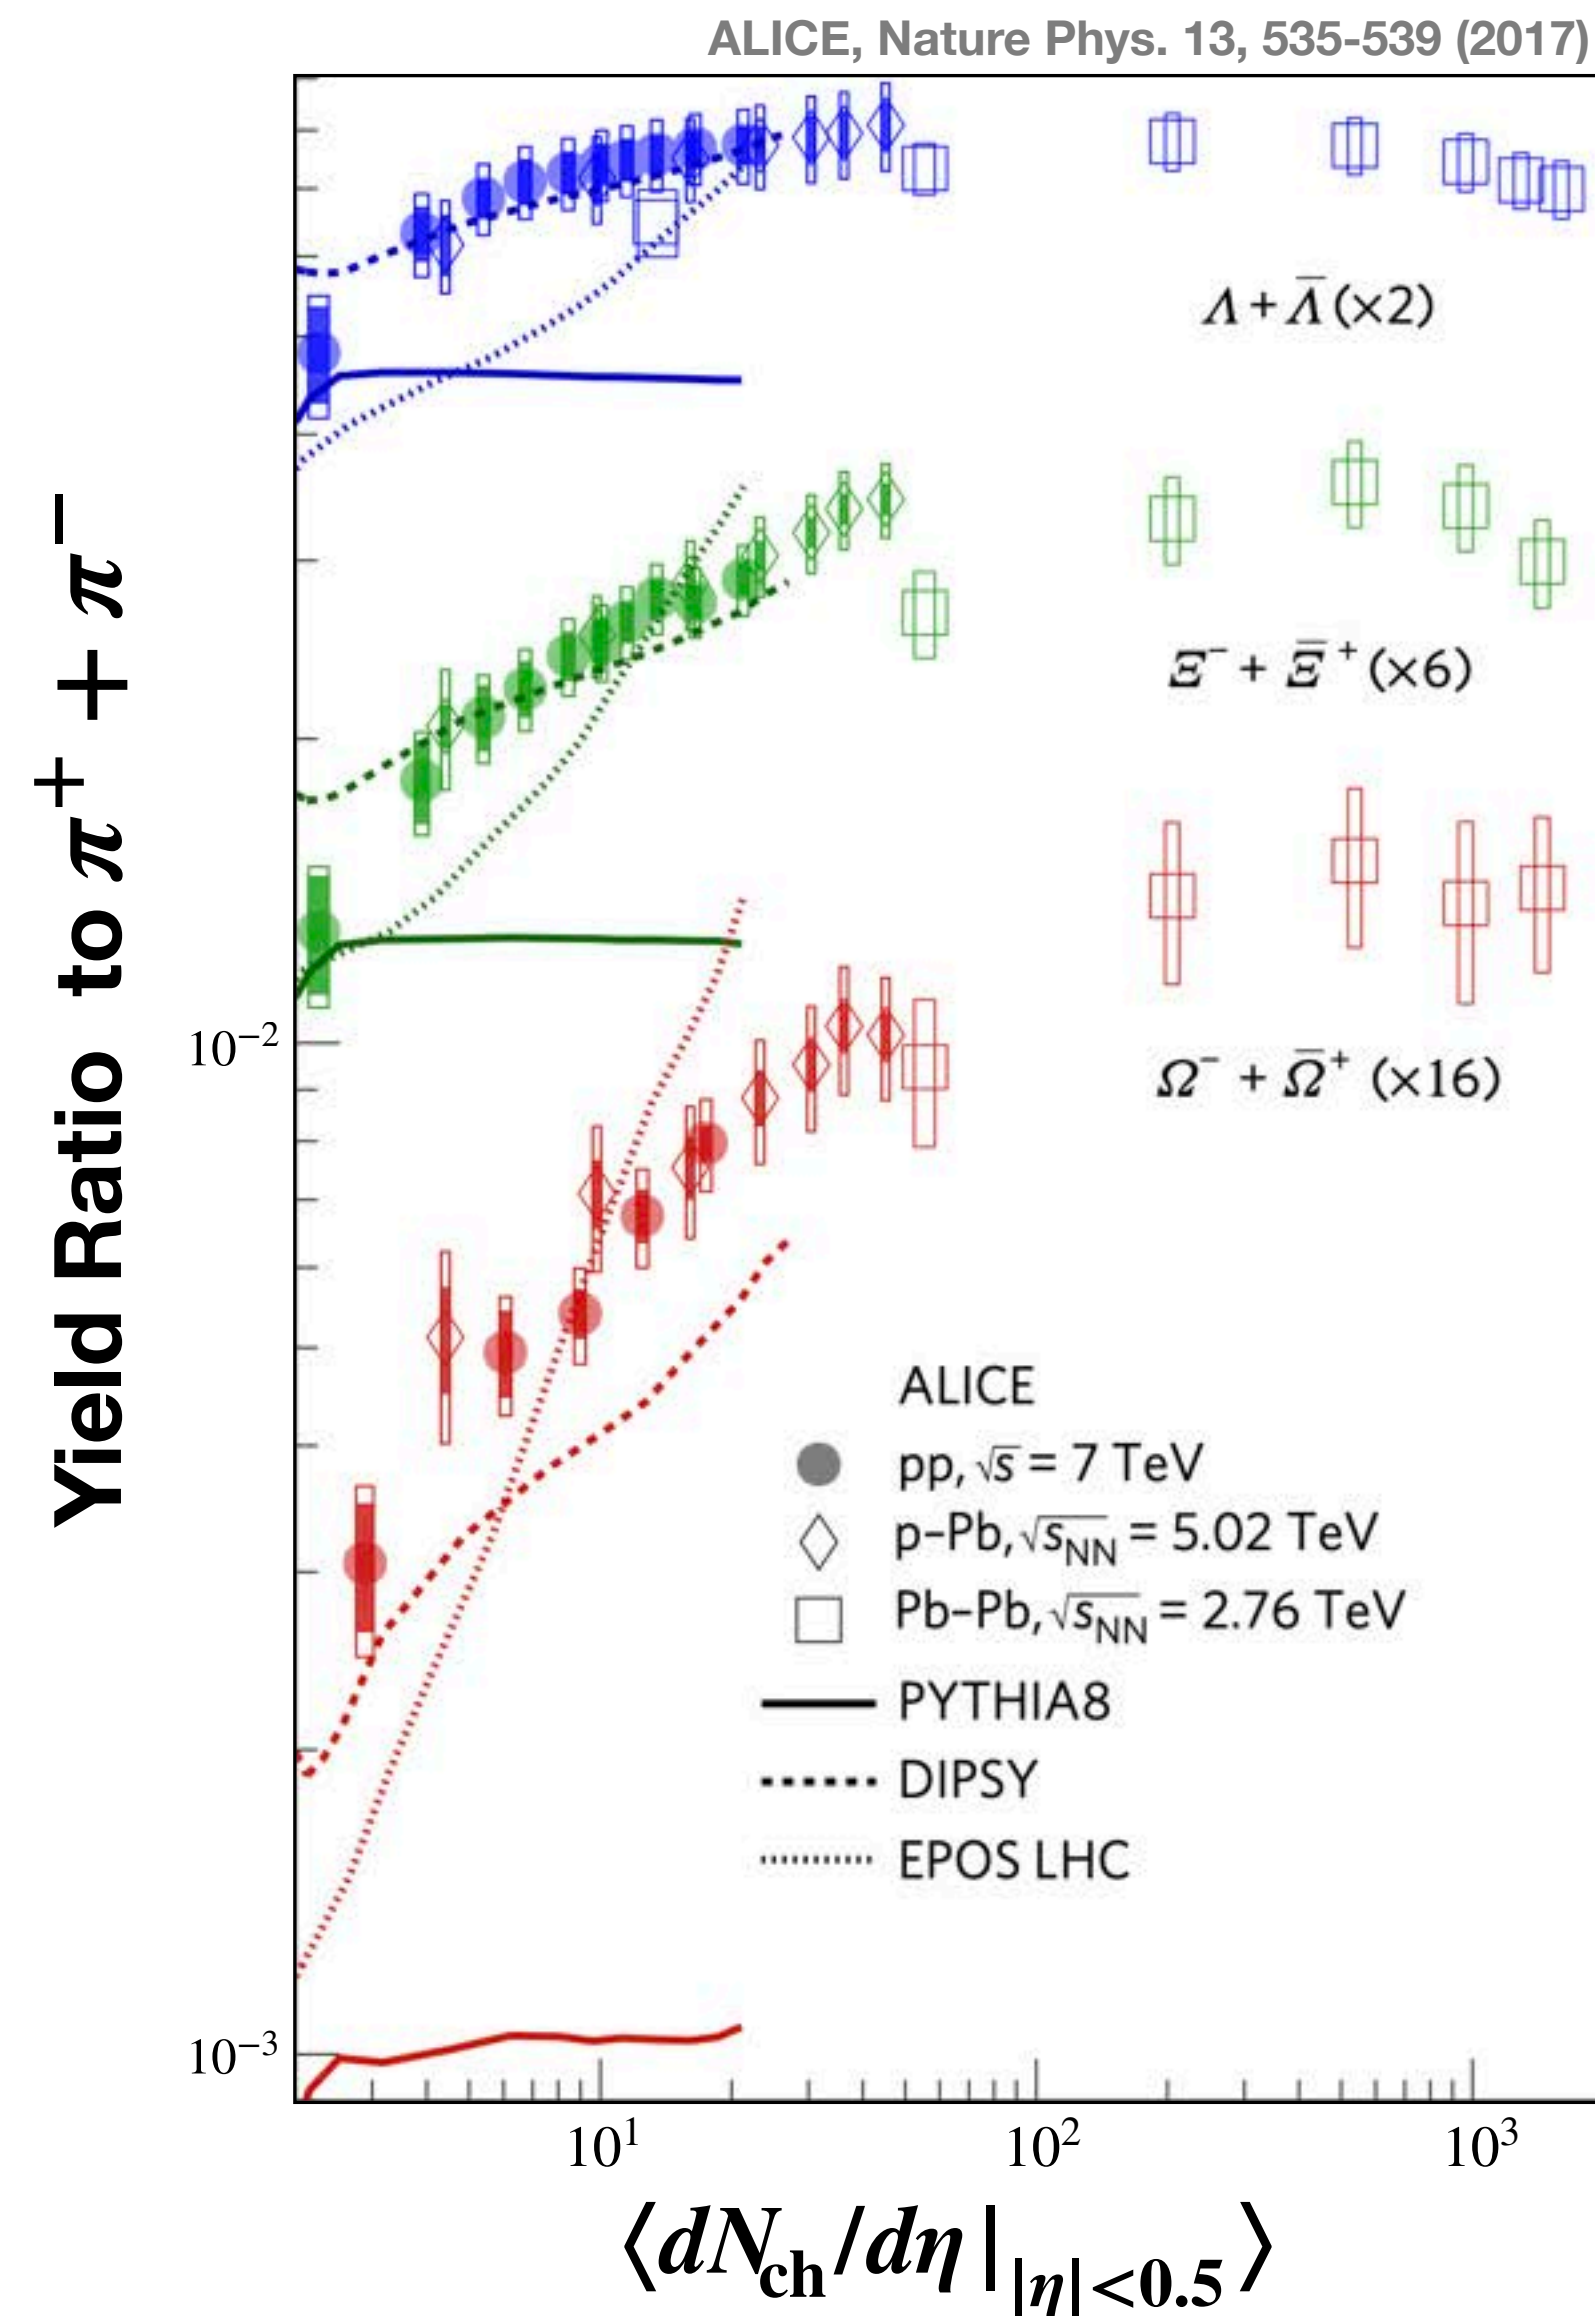 ALICE, Nature Phys. 13, 535-539 (2017)
Yield Ratio to π⁺ + π⁻
Λ + Λ̅ (×2)
Ξ⁻ + Ξ̅⁺ (×6)
10⁻²
Ω⁻ + Ω̅⁺ (×16)
ALICE
pp, √s = 7 TeV
p–Pb, √sNN = 5.02 TeV
Pb–Pb, √sNN = 2.76 TeV
PYTHIA8
DIPSY
EPOS LHC
10⁻³
10¹ 10² 10³
⟨dNch/dη||η|<0.5⟩